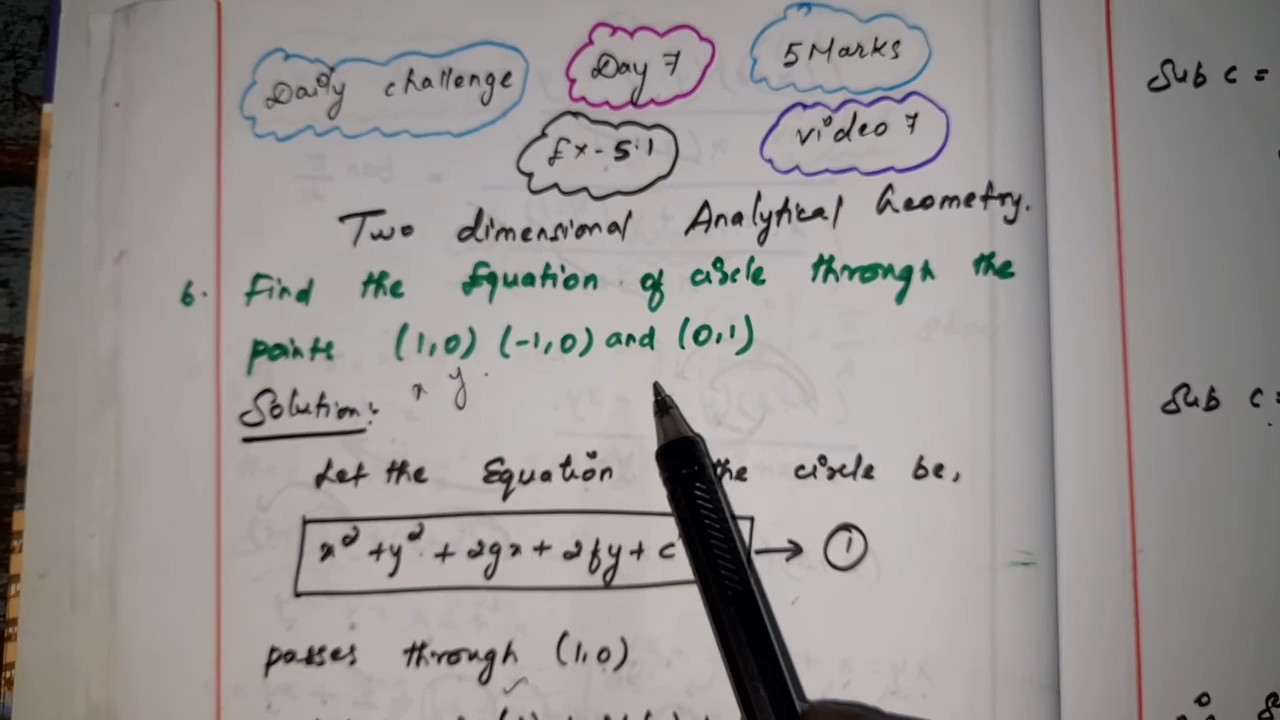 Daily challenge
Day 7
5 Marks
Ex-5.1
Video 7
Two dimensional Analytical Geometry.
6. Find the Equation of circle through the
points (1,0) (-1,0) and (0,1)
x y
Solution:
Let the Equation the circle be,
x² + y² + 2gx + 2fy + c → ①
passes through (1,0)
Sub c =
Sub c =